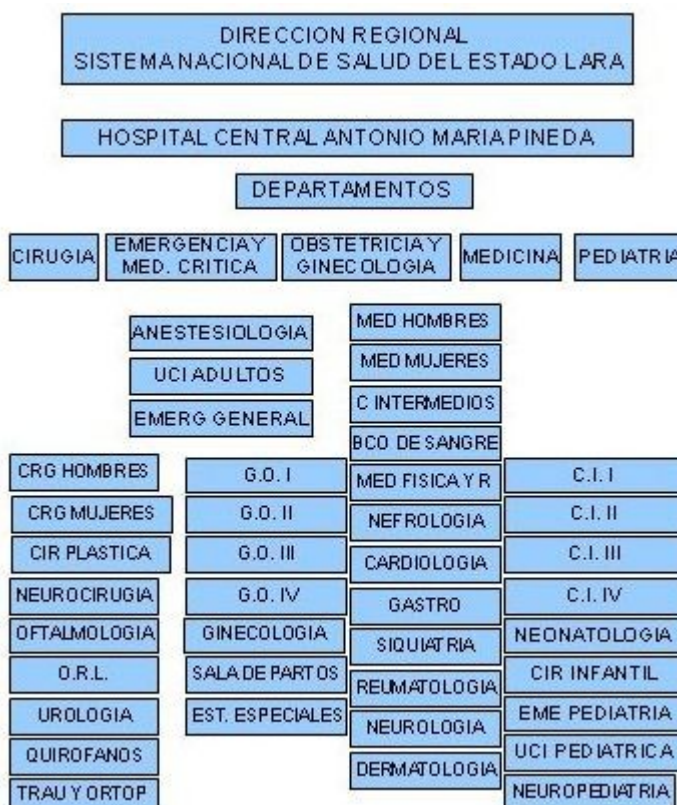 DIRECCION REGIONAL
SISTEMA NACIONAL DE SALUD DEL ESTADO LARA
HOSPITAL CENTRAL ANTONIO MARIA PINEDA
DEPARTAMENTOS
CIRUGIA
EMERGENCIA Y
MED. CRITICA
OBSTETRICIA Y
GINECOLOGIA
MEDICINA
PEDIATRIA
ANESTESIOLOGIA
UCI ADULTOS
EMERG GENERAL
CRG HOMBRES
CRG MUJERES
CIR PLASTICA
NEUROCIRUGIA
OFTALMOLOGIA
O.R.L.
UROLOGIA
QUIROFANOS
TRAU Y ORTOP
G.O. I
G.O. II
G.O. III
G.O. IV
GINECOLOGIA
SALA DE PARTOS
EST. ESPECIALES
MED HOMBRES
MED MUJERES
C INTERMEDIOS
BCO DE SANGRE
MED FISICA Y R
NEFROLOGIA
CARDIOLOGIA
GASTRO
SIQUIATRIA
REUMATOLOGIA
NEUROLOGIA
DERMATOLOGIA
C.I. I
C.I. II
C.I. III
C.I. IV
NEONATOLOGIA
CIR INFANTIL
EME PEDIATRIA
UCI PEDIATRICA
NEUROPEDIATRIA